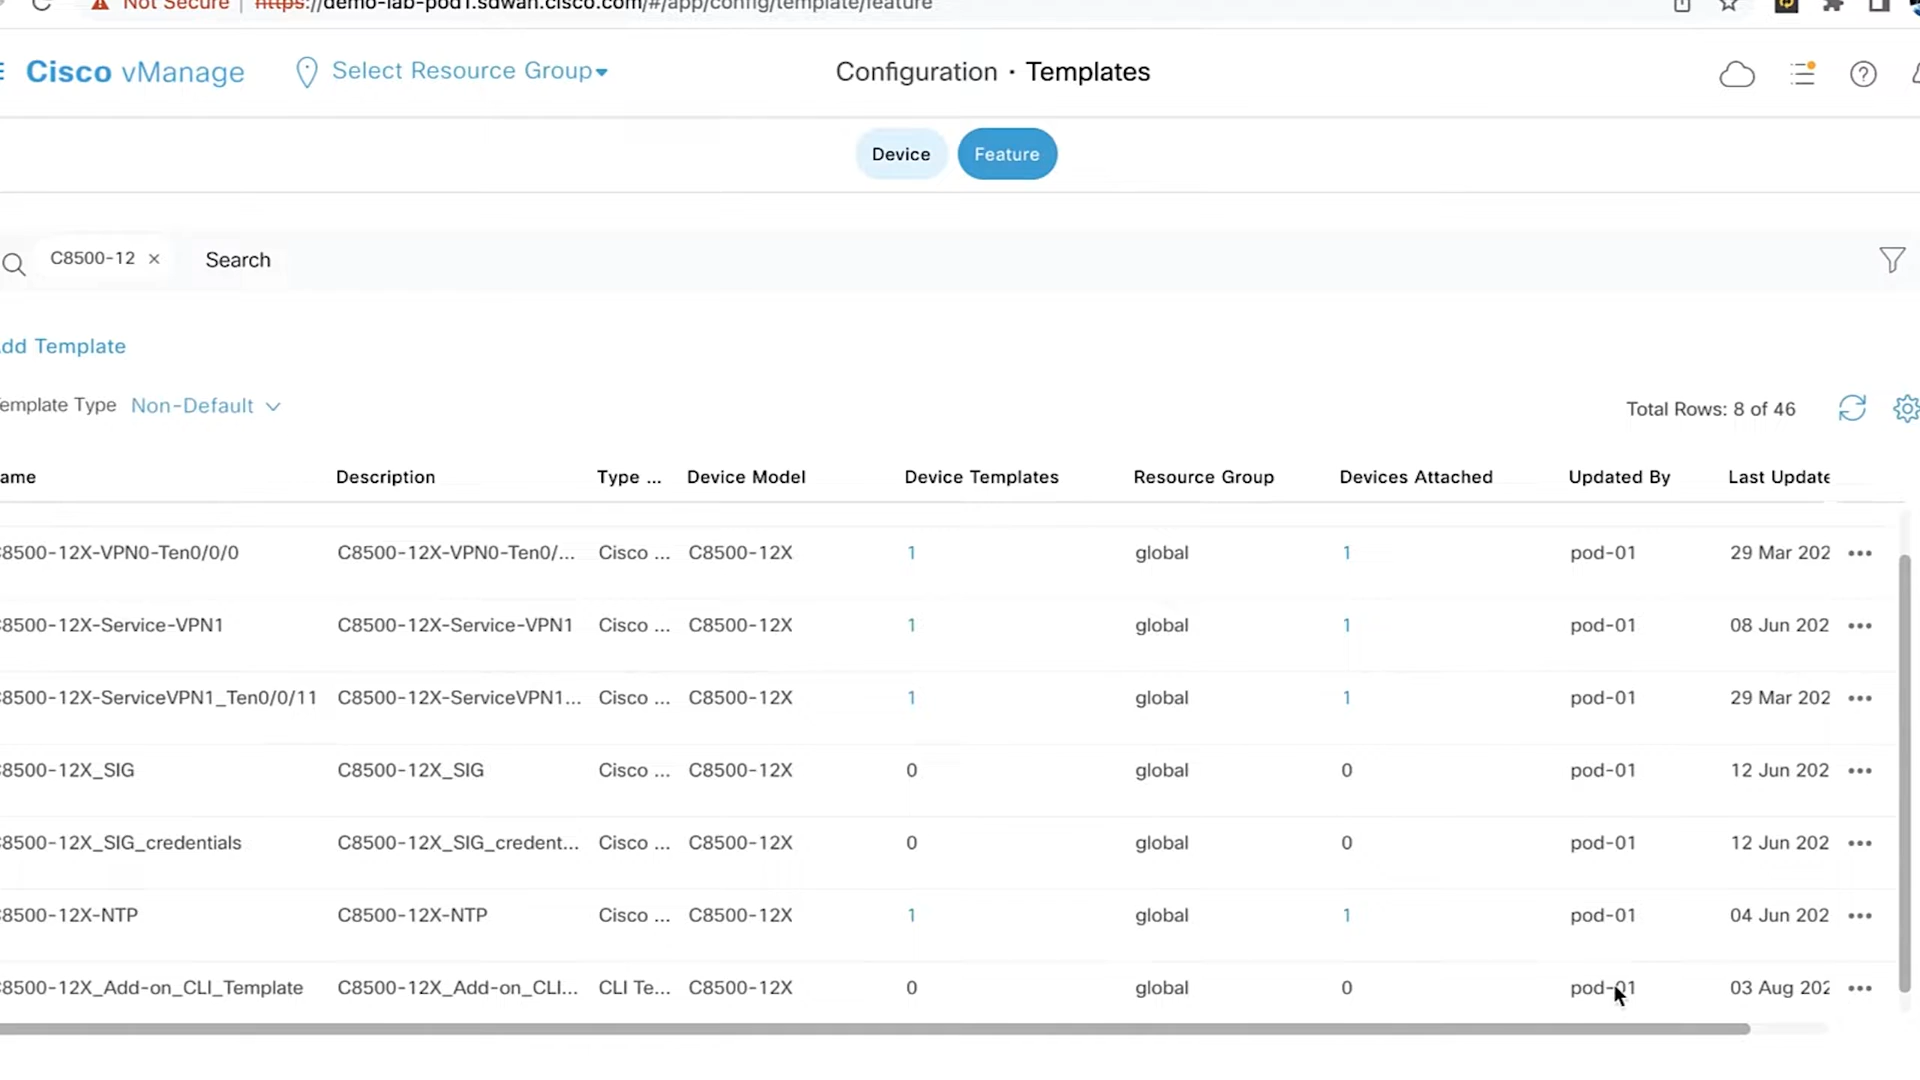 Not Secure | https://demo-lab-pod1.sdwan.cisco.com/#/app/config/template/feature
Cisco vManage Select Resource Group Configuration · Templates
Device Feature
C8500-12 × Search
dd Template
emplate Type Non-Default Total Rows: 8 of 46
ame Description Type ... Device Model Device Templates Resource Group Devices Attached Updated By Last Update
8500-12X-VPN0-Ten0/0/0 C8500-12X-VPN0-Ten0/... Cisco ... C8500-12X 1 global 1 pod-01 29 Mar 202 •••
8500-12X-Service-VPN1 C8500-12X-Service-VPN1 Cisco ... C8500-12X 1 global 1 pod-01 08 Jun 202 •••
8500-12X-ServiceVPN1_Ten0/0/11 C8500-12X-ServiceVPN1... Cisco ... C8500-12X 1 global 1 pod-01 29 Mar 202 •••
8500-12X_SIG C8500-12X_SIG Cisco ... C8500-12X 0 global 0 pod-01 12 Jun 202 •••
8500-12X_SIG_credentials C8500-12X_SIG_credent... Cisco ... C8500-12X 0 global 0 pod-01 12 Jun 202 •••
8500-12X-NTP C8500-12X-NTP Cisco ... C8500-12X 1 global 1 pod-01 04 Jun 202 •••
8500-12X_Add-on_CLI_Template C8500-12X_Add-on_CLI... CLI Te... C8500-12X 0 global 0 pod-01 03 Aug 202 •••